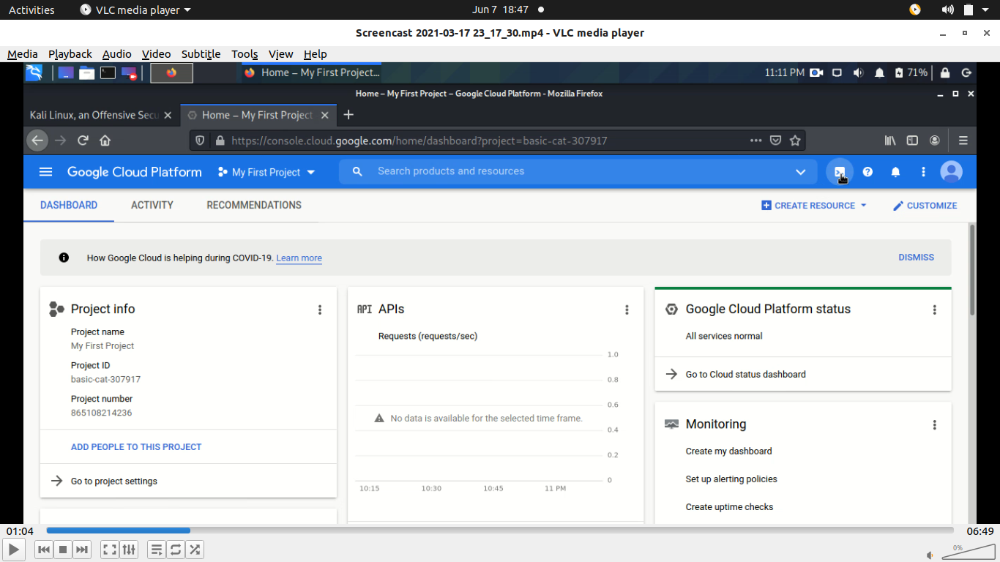 Activities VLC media player Jun 7 18:47
Screencast 2021-03-17 23_17_30.mp4 - VLC media player
Media Playback Audio Video Subtitle Tools View Help
Home – My First Project... 11:11 PM 71%
Home – My First Project – Google Cloud Platform - Mozilla Firefox
Kali Linux, an Offensive Secu Home – My First Project
https://console.cloud.google.com/home/dashboard?project=basic-cat-307917
Google Cloud Platform My First Project Search products and resources
DASHBOARD ACTIVITY RECOMMENDATIONS CREATE RESOURCE CUSTOMIZE
How Google Cloud is helping during COVID-19. Learn more DISMISS
Project info
Project name
My First Project
Project ID
basic-cat-307917
Project number
865108214236
ADD PEOPLE TO THIS PROJECT
Go to project settings
API APIs
Requests (requests/sec)
1.0
0.8
0.6
No data is available for the selected time frame.
0.4
0.2
0
10:15 10:30 10:45 11 PM
Google Cloud Platform status
All services normal
Go to Cloud status dashboard
Monitoring
Create my dashboard
Set up alerting policies
Create uptime checks
01:04 06:49
0%